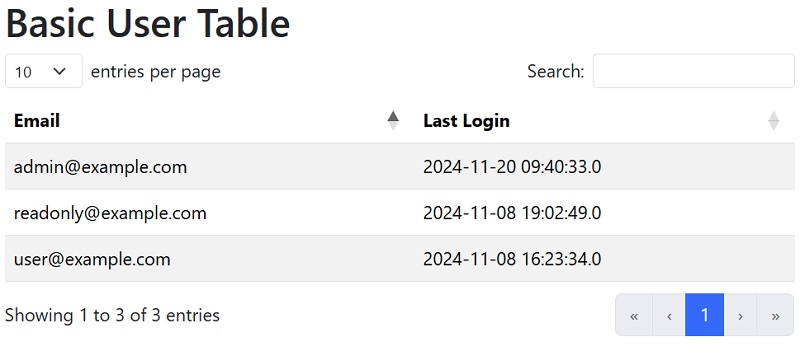 Basic User Table
10 entries per page Search:
Email Last Login
admin@example.com 2024-11-20 09:40:33.0
readonly@example.com 2024-11-08 19:02:49.0
user@example.com 2024-11-08 16:23:34.0
Showing 1 to 3 of 3 entries « ‹ 1 › »